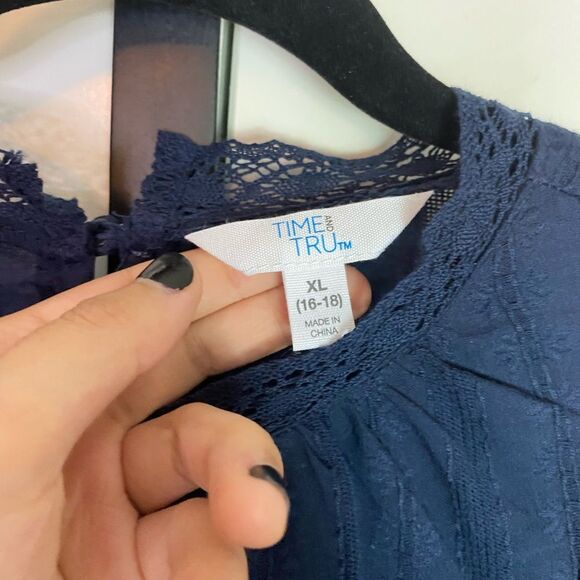 TIME AND
TRU™
XL
(16-18)
MADE IN
CHINA